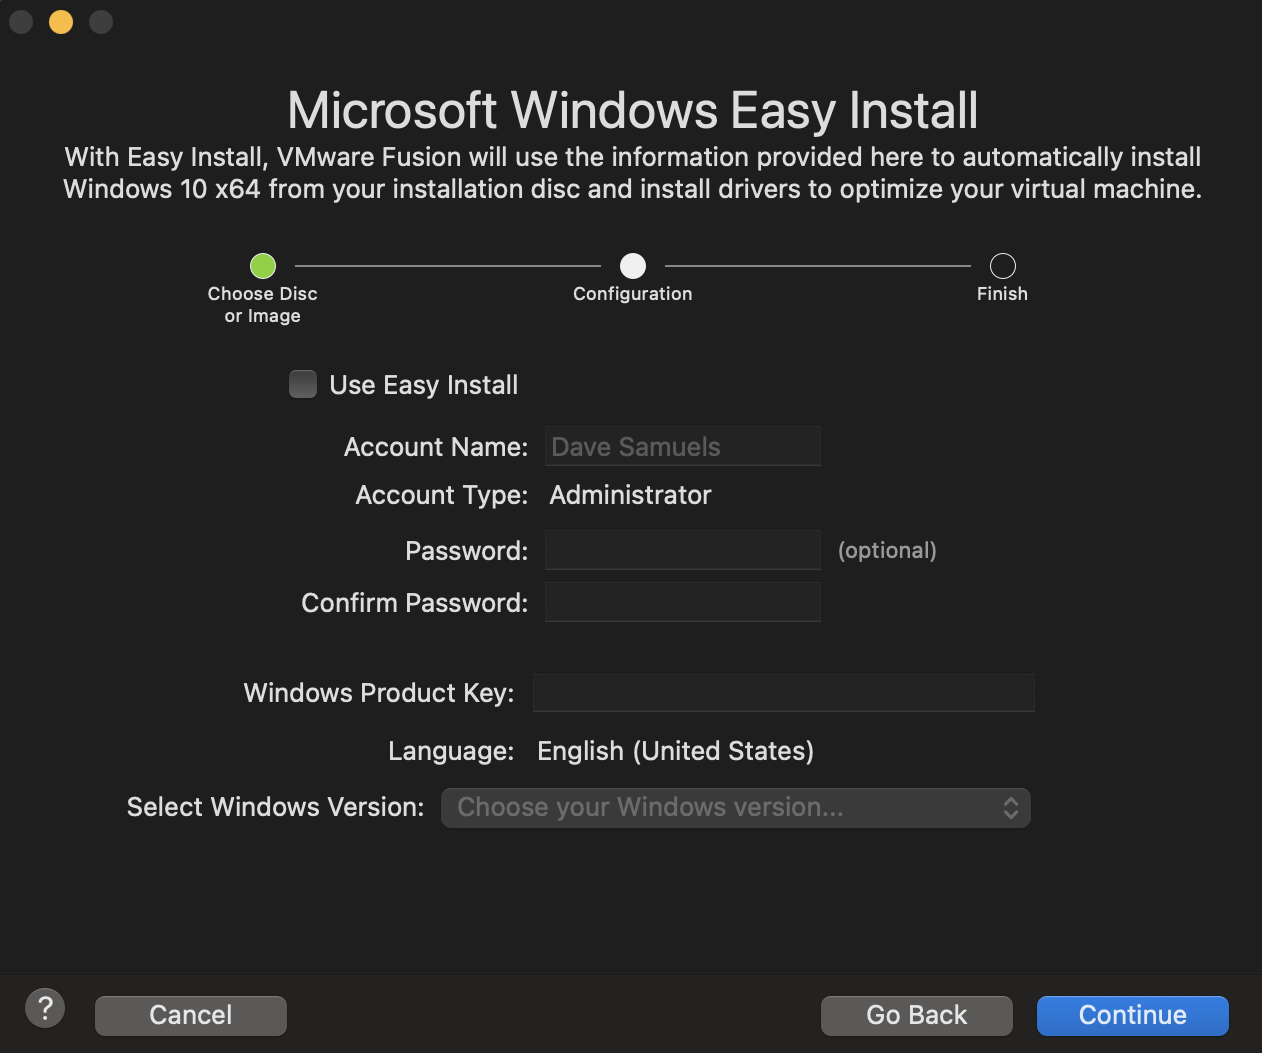 Microsoft Windows Easy Install
With Easy Install, VMware Fusion will use the information provided here to automatically install
Windows 10 x64 from your installation disc and install drivers to optimize your virtual machine.
Choose Disc
or Image
Configuration
Finish
Use Easy Install
Account Name: Dave Samuels
Account Type: Administrator
Password: (optional)
Confirm Password:
Windows Product Key:
Language: English (United States)
Select Windows Version: Choose your Windows version...
? Cancel Go Back Continue